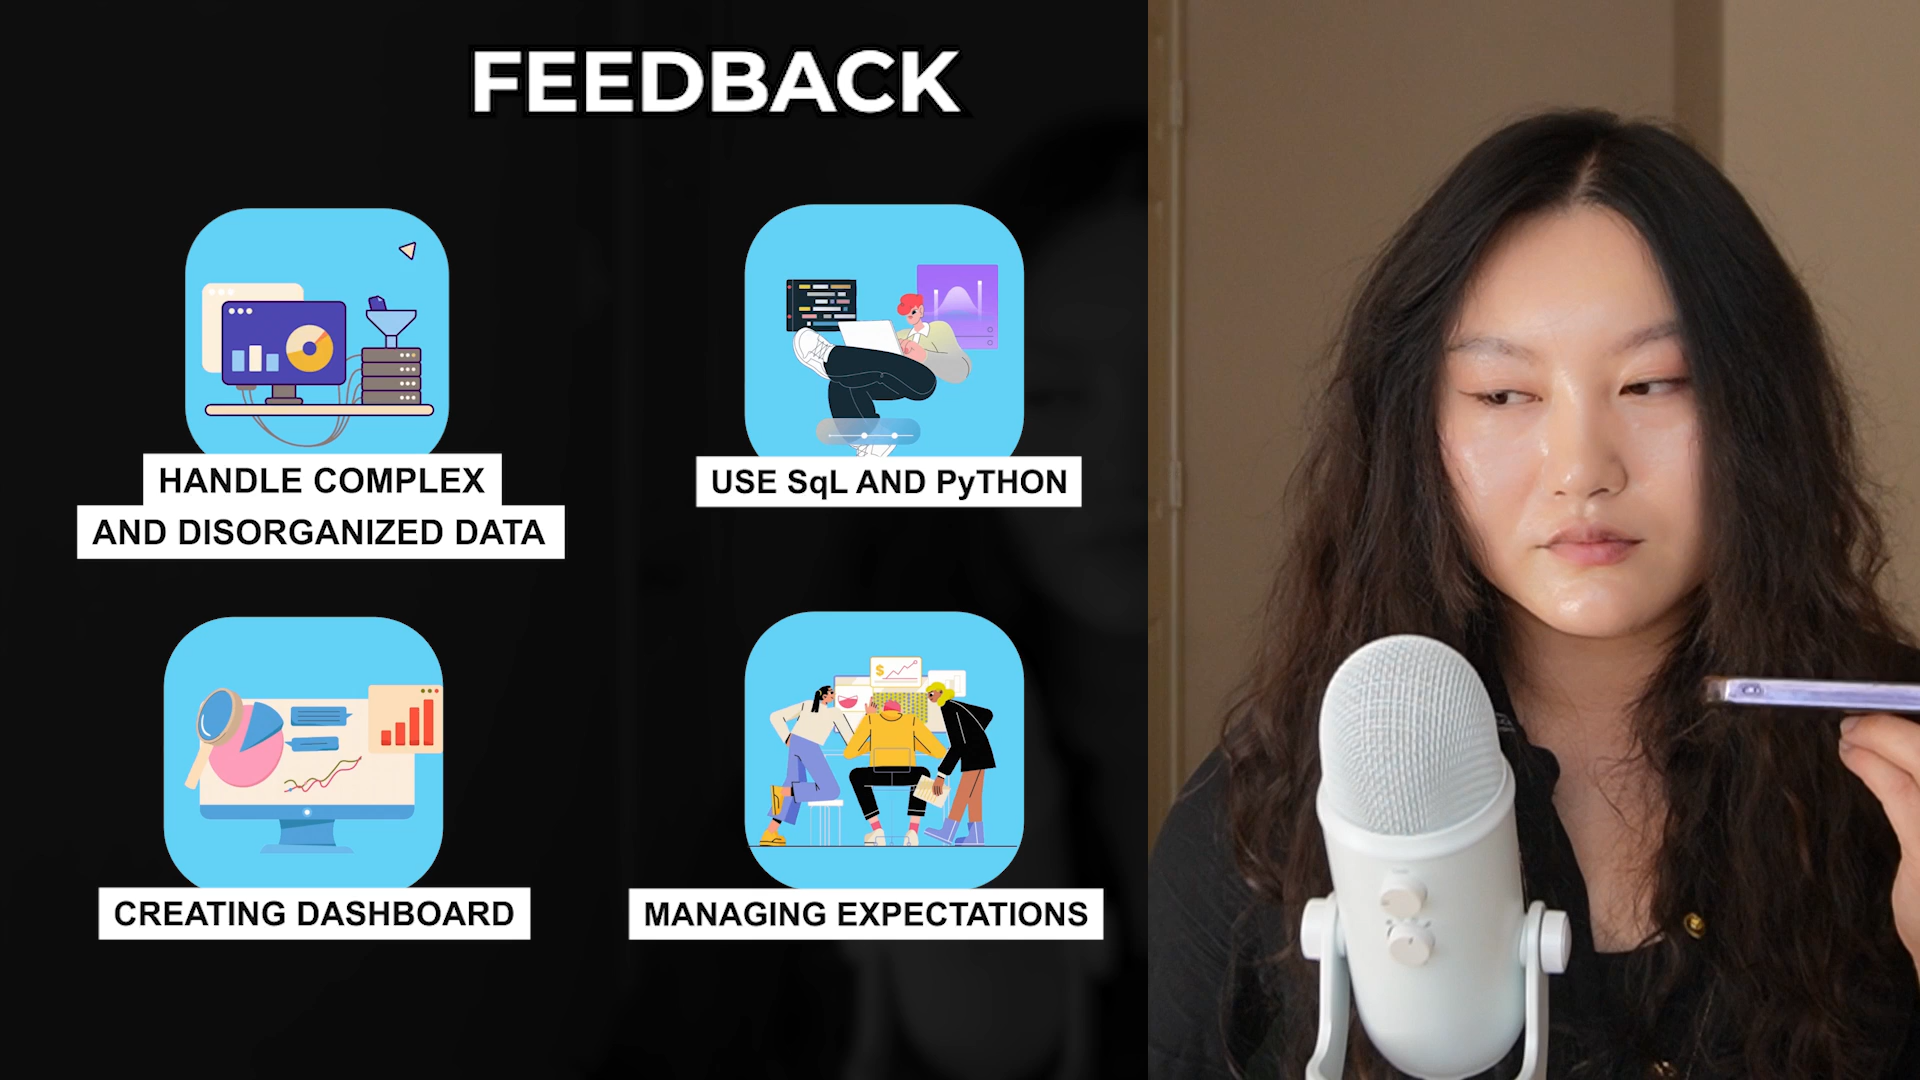 FEEDBACK
HANDLE COMPLEX
AND DISORGANIZED DATA
USE SqL AND PyTHON
CREATING DASHBOARD
MANAGING EXPECTATIONS